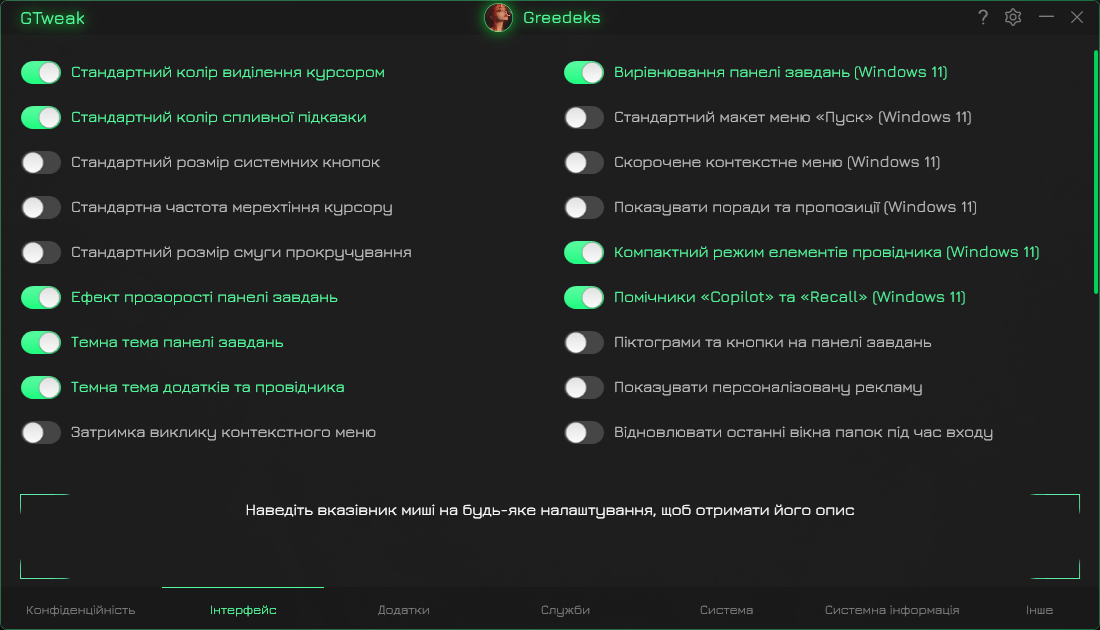 GTweak
Greedeks
?
Стандартний колір виділення курсором
Стандартний колір спливної підказки
Стандартний розмір системних кнопок
Стандартна частота мерехтіння курсору
Стандартний розмір смуги прокручування
Ефект прозорості панелі завдань
Темна тема панелі завдань
Темна тема додатків та провідника
Затримка виклику контекстного меню
Вирівнювання панелі завдань (Windows 11)
Стандартний макет меню «Пуск» (Windows 11)
Скорочене контекстне меню (Windows 11)
Показувати поради та пропозиції (Windows 11)
Компактний режим елементів провідника (Windows 11)
Помічники «Copilot» та «Recall» (Windows 11)
Піктограми та кнопки на панелі завдань
Показувати персоналізовану рекламу
Відновлювати останні вікна папок під час входу
Наведіть вказівник миші на будь-яке налаштування, щоб отримати його опис
Конфіденційність
Інтерфейс
Додатки
Служби
Система
Системна інформація
Інше